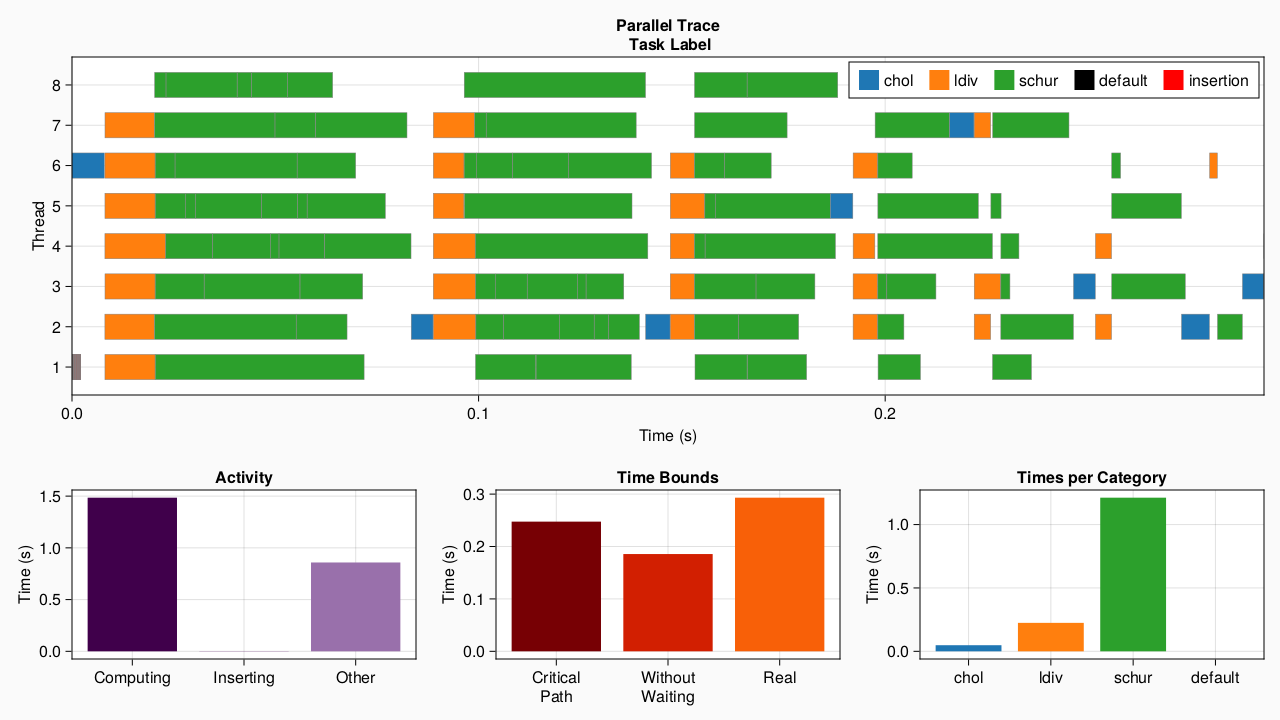 Parallel Trace
Task Label
chol ldiv schur default insertion
Thread
8
7
6
5
4
3
2
1
0.0 0.1 0.2
Time (s)
Activity
Time (s)
1.5
1.0
0.5
0.0
Computing Inserting Other
Time Bounds
Time (s)
0.3
0.2
0.1
0.0
Critical Path Without Waiting Real
Times per Category
Time (s)
1.0
0.5
0.0
chol ldiv schur default